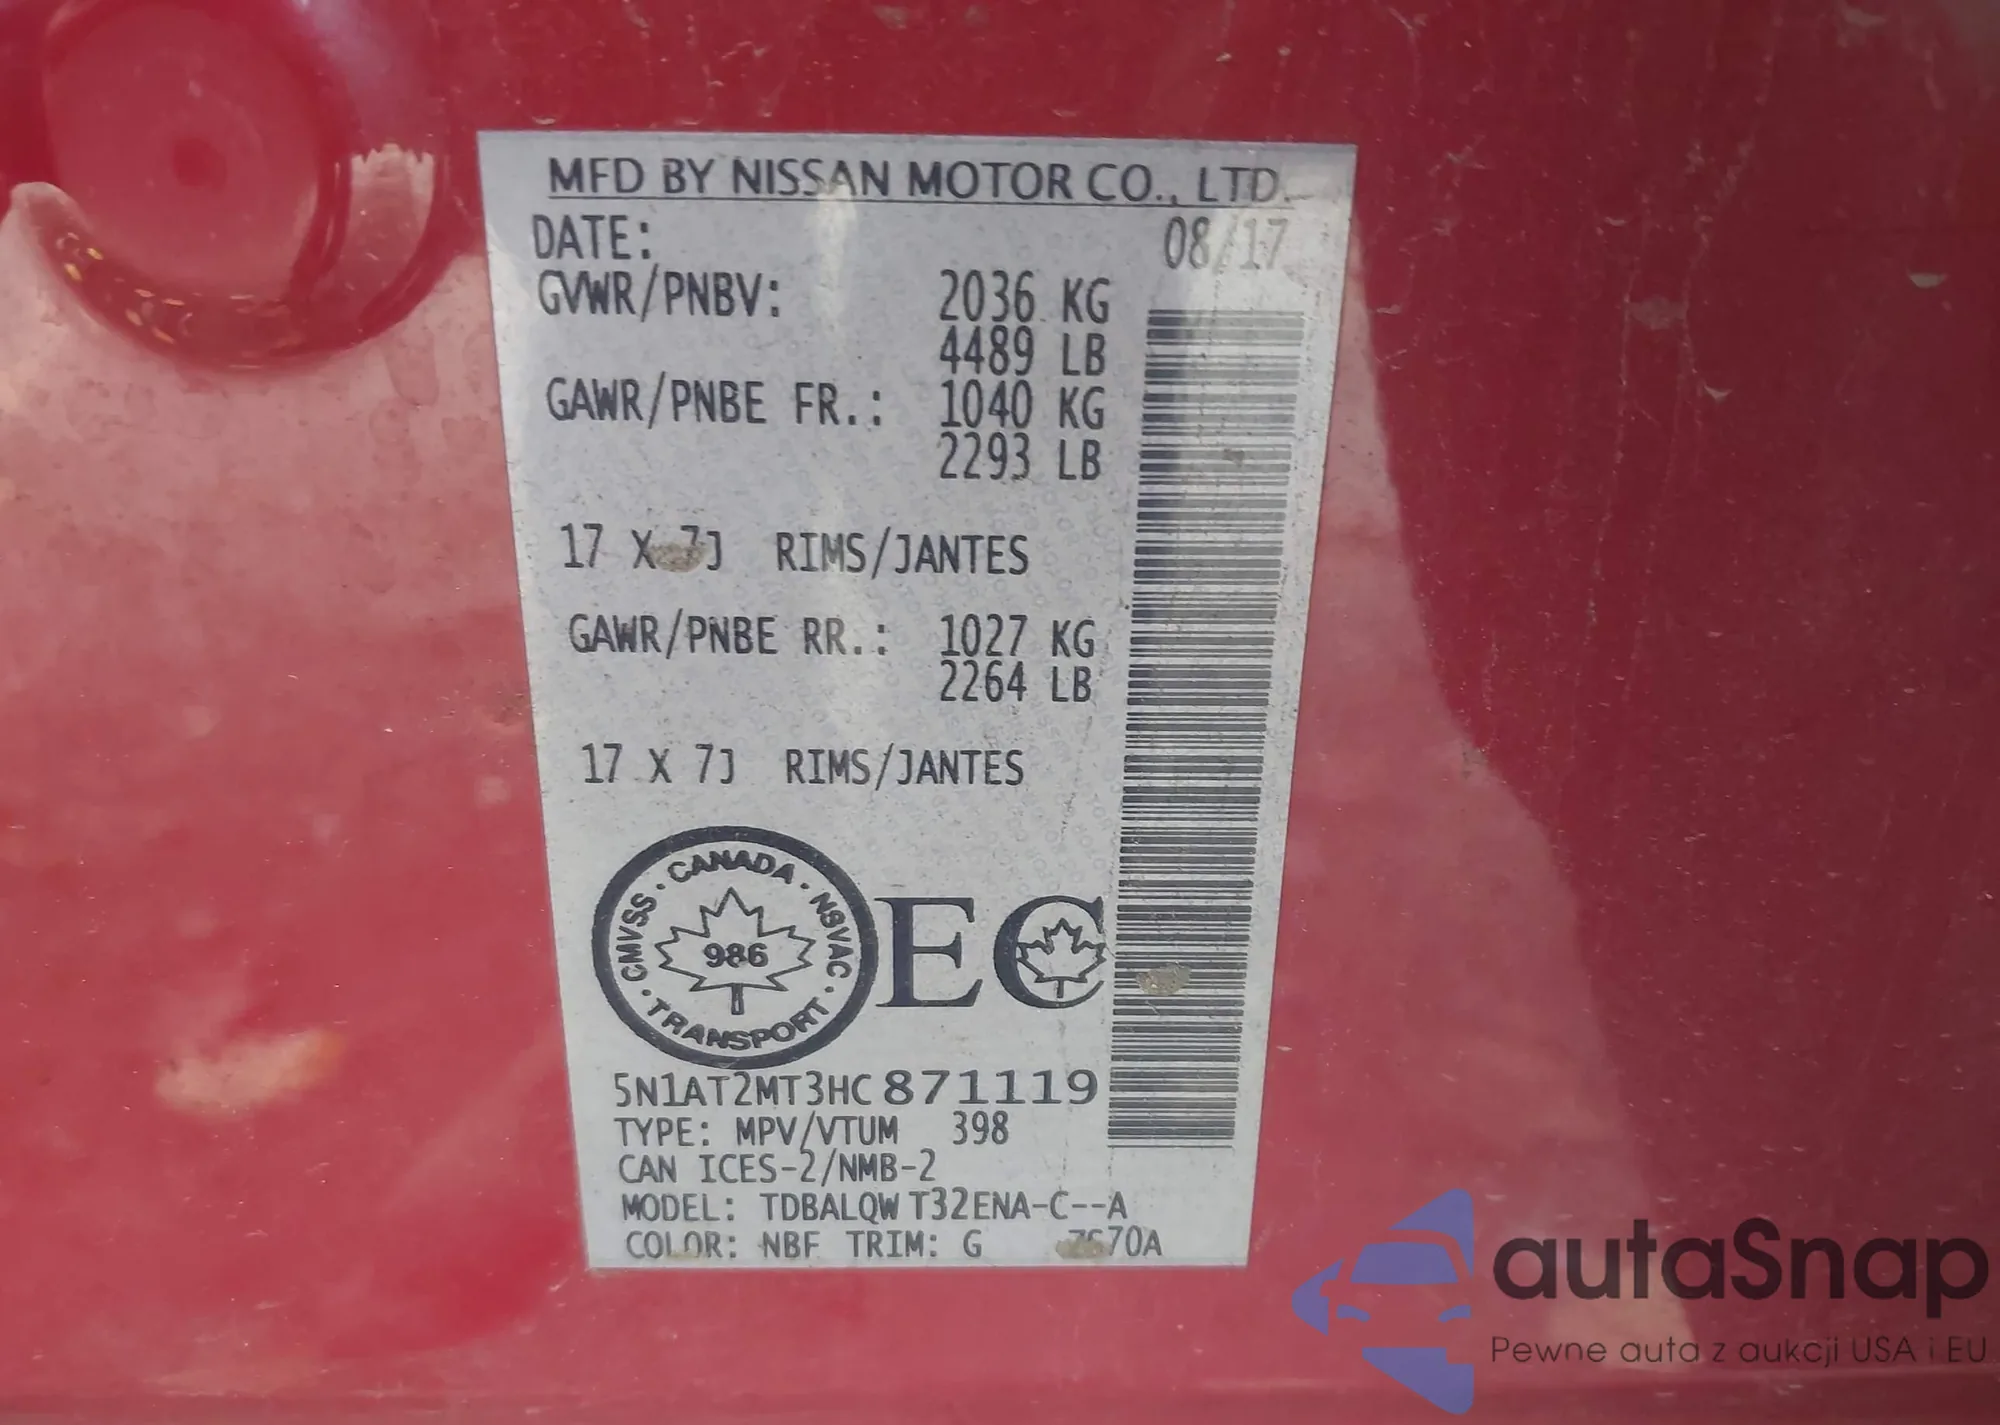 MFD BY NISSAN MOTOR CO., LTD.
DATE: 08/17
GVWR/PNBV: 2036 KG
4489 LB
GAWR/PNBE FR.: 1040 KG
2293 LB
17 X 7J RIMS/JANTES
GAWR/PNBE RR.: 1027 KG
2264 LB
17 X 7J RIMS/JANTES
CANADA · NSVAC · TRANSPORT · CMVSS ·
986
EC
5N1AT2MT3HC871119
TYPE: MPV/VTUM 398
CAN ICES-2/NMB-2
MODEL: TDBALQW T32ENA-C--A
COLOR: NBF TRIM: G
autaSnap
Pewne auta z aukcji USA i EU